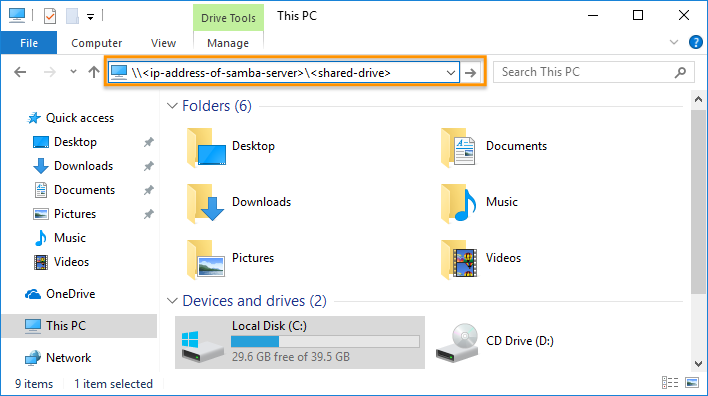 Drive Tools
This PC
File
Computer
View
Manage
\\<ip-address-of-samba-server>\<shared-drive>
Search This PC
Quick access
Desktop
Downloads
Documents
Pictures
Music
Videos
OneDrive
This PC
Network
Folders (6)
Desktop
Documents
Downloads
Music
Pictures
Videos
Devices and drives (2)
Local Disk (C:)
29.6 GB free of 39.5 GB
CD Drive (D:)
9 items
1 item selected